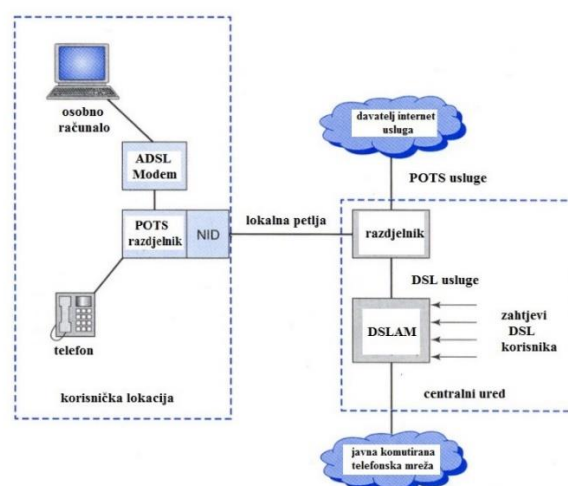 osobno
računalo
ADSL
Modem
POTS
razdjelnik
NID
telefon
korisnička lokacija
lokalna petlja
davatelj internet
usluga
POTS usluge
razdjelnik
DSL usluge
DSLAM
zahtjevi
DSL
korisnika
centralni ured
javna komutirana
telefonska mreža